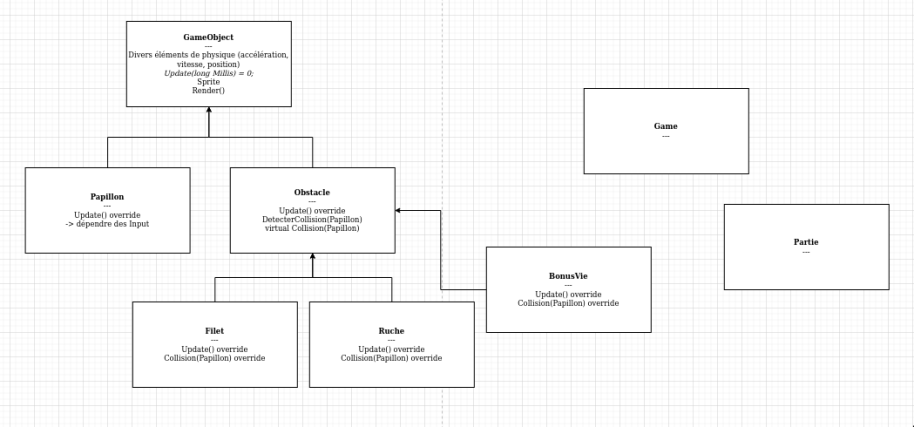 GameObject
---
Divers éléments de physique (accélération,
vitesse, position)
Update(long Millis) = 0;
Sprite
Render()
Game
---
Papillon
---
Update() override
-> dépendre des Input
Obstacle
---
Update() override
DetecterCollision(Papillon)
virtual Collision(Papillon)
Partie
---
BonusVie
---
Update() override
Collision(Papillon) override
Filet
---
Update() override
Collision(Papillon) override
Ruche
---
Update() override
Collision(Papillon) override